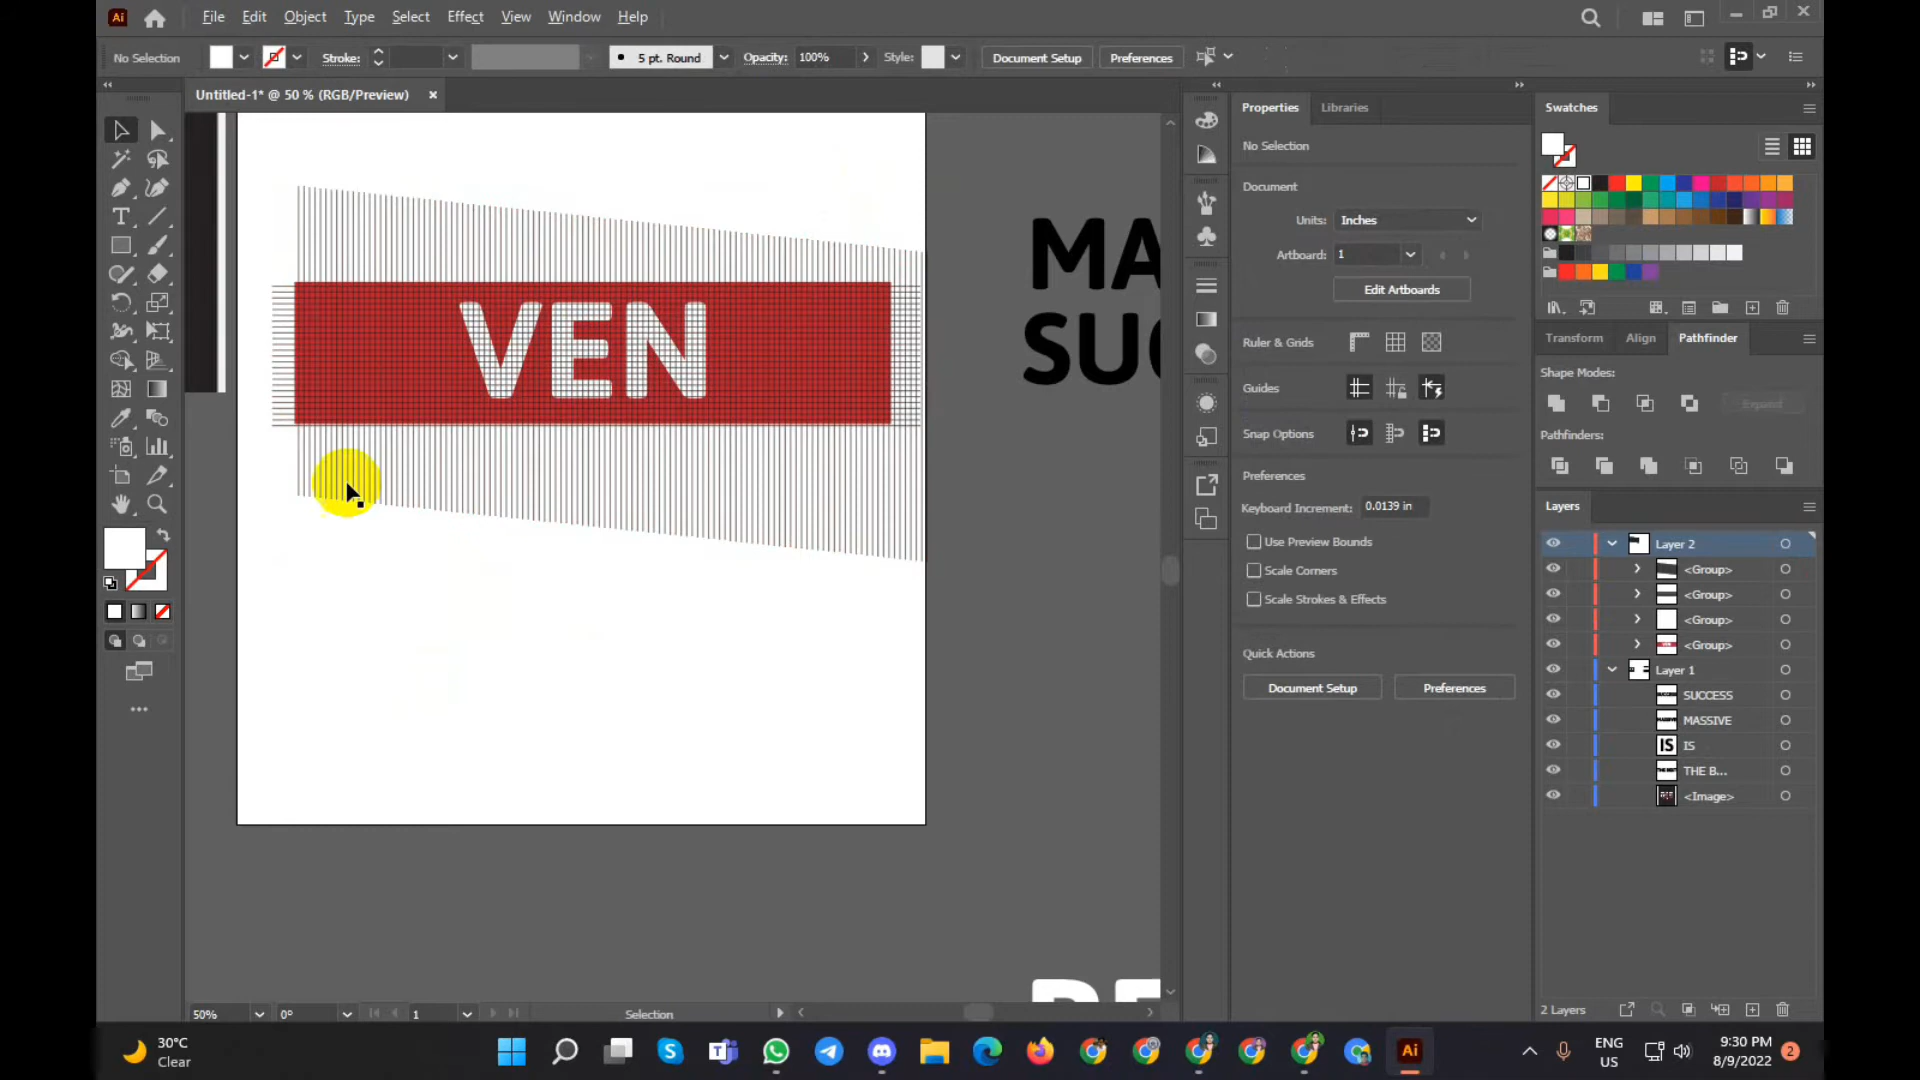 Ai File Edit Object Type Select Effect View Window Help
No Selection Stroke: 5 pt. Round Opacity: 100% Style: Document Setup Preferences
Untitled-1* @ 50 % (RGB/Preview)
Properties Libraries
Swatches
No Selection
Document
Units: Inches
Artboard: 1
Edit Artboards
Ruler & Grids
Guides
Snap Options
Preferences
Keyboard Increment: 0.0139 in
Use Preview Bounds
Scale Corners
Scale Strokes & Effects
Quick Actions
Document Setup Preferences
Transform Align Pathfinder
Shape Modes:
Expand
Pathfinders:
Layers
Layer 2
<Group>
<Group>
<Group>
<Group>
Layer 1
SUCCESS
MASSIVE
IS IS
THE B...
<Image>
2 Layers
VEN
MA
SUC
50% 0° 1 Selection
30°C
Clear
ENG
US
9:30 PM
8/9/2022
2